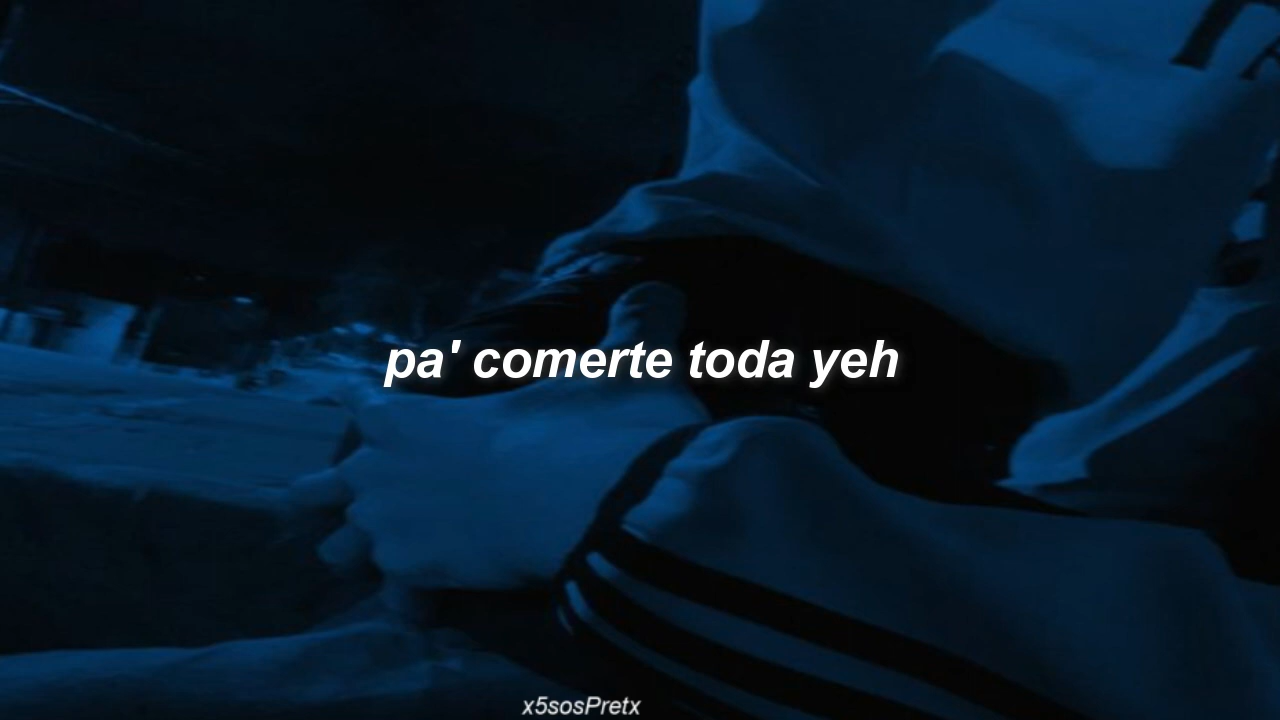 pa' comerte toda yeh
x5sosPretx